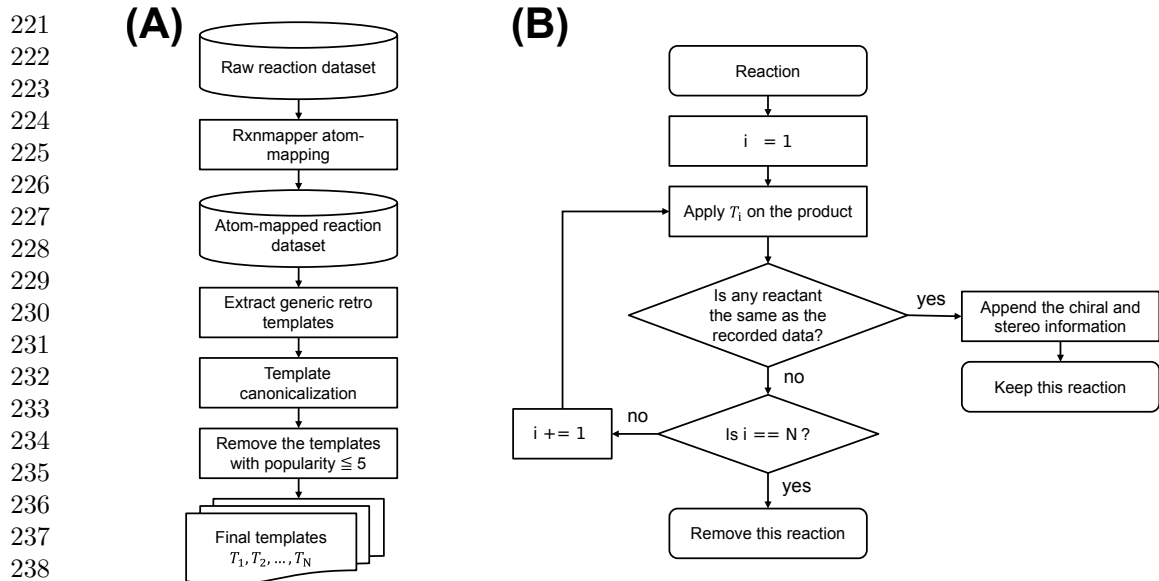 221
222
223
224
225
226
227
228
229
230
231
232
233
234
235
236
237
238
(A)
Raw reaction dataset
Rxnmapper atom-
mapping
Atom-mapped reaction
dataset
Extract generic retro
templates
Template
canonicalization
Remove the templates
with popularity ≦ 5
Final templates
T₁, T₂, ..., T_N
(B)
Reaction
i = 1
Apply Tᵢ on the product
Is any reactant
the same as the
recorded data?
yes
Append the chiral and
stereo information
Keep this reaction
no
Is i == N ?
no
i += 1
yes
Remove this reaction